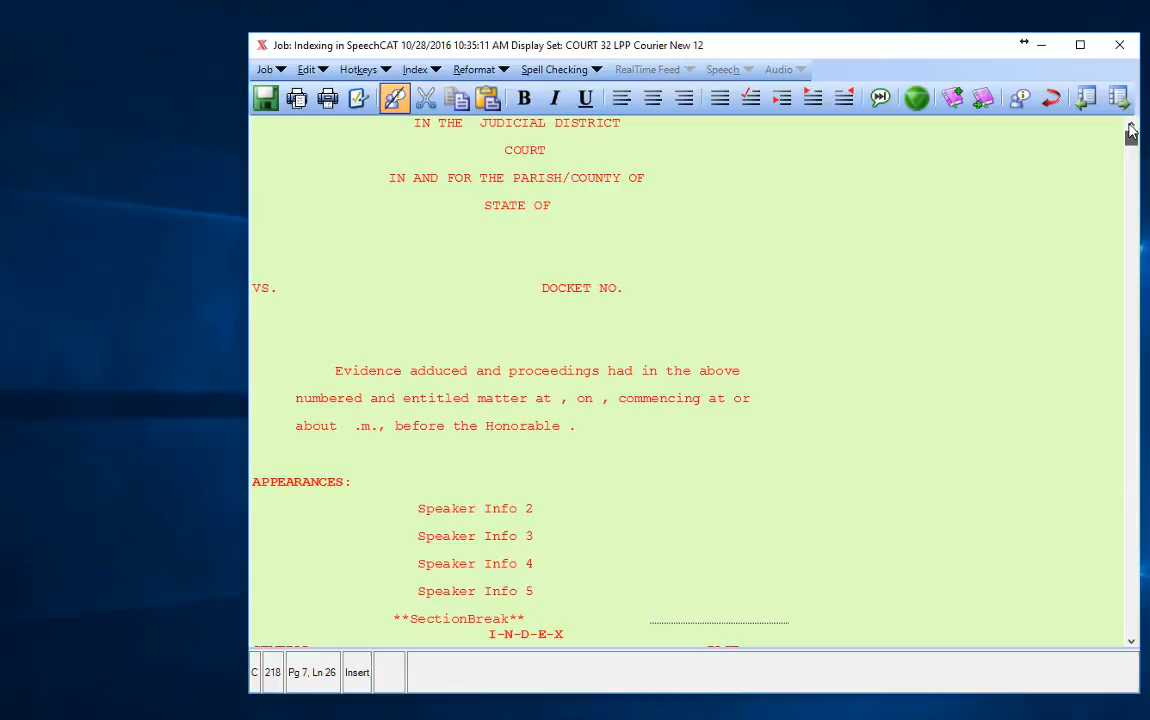 Job: Indexing in SpeechCAT 10/28/2016 10:35:11 AM Display Set: COURT 32 LPP Courier New 12
Job Edit Hotkeys Index Reformat Spell Checking RealTime Feed Speech Audio
B I U
IN THE JUDICIAL DISTRICT
COURT
IN AND FOR THE PARISH/COUNTY OF
STATE OF
VS. DOCKET NO.
Evidence adduced and proceedings had in the above
numbered and entitled matter at , on , commencing at or
about .m., before the Honorable .
APPEARANCES:
Speaker Info 2
Speaker Info 3
Speaker Info 4
Speaker Info 5
**SectionBreak**
I-N-D-E-X
C 218 Pg 7, Ln 26 Insert